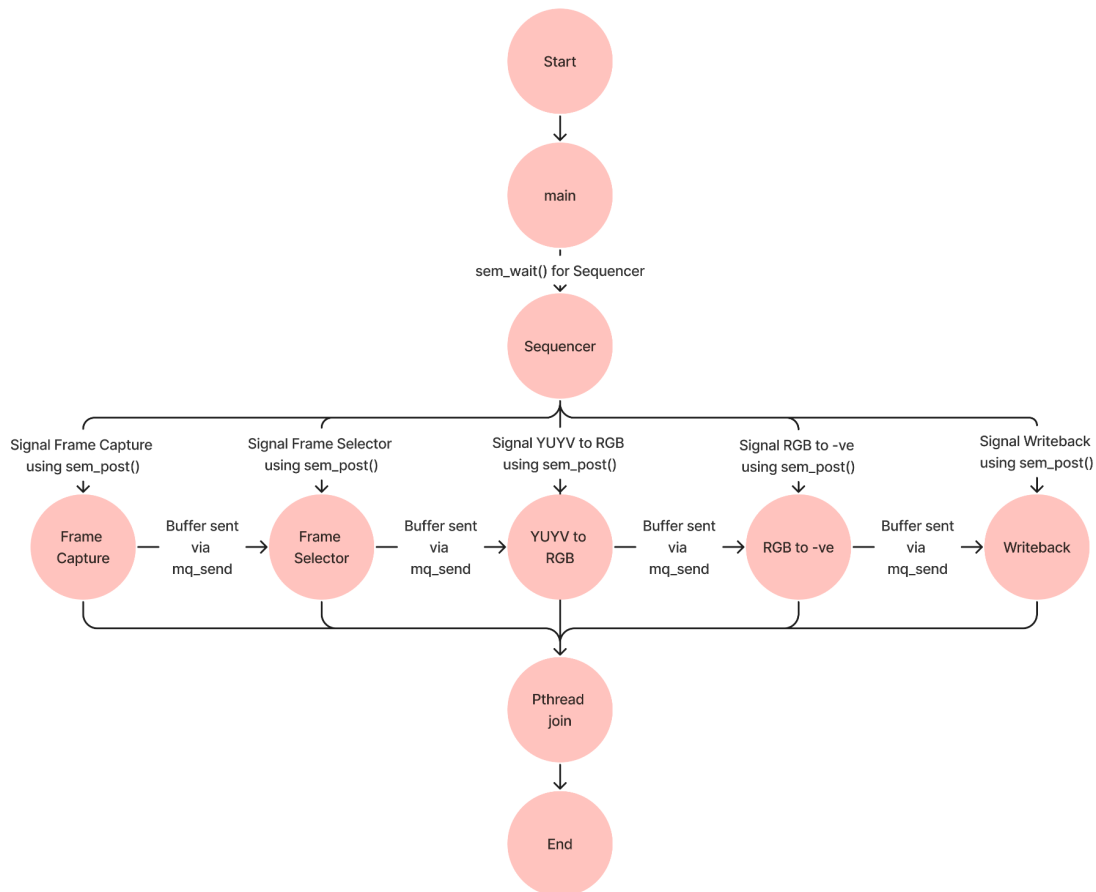 Start
main
sem_wait() for Sequencer
Sequencer
Signal Frame Capture
using sem_post()
Signal Frame Selector
using sem_post()
Signal YUYV to RGB
using sem_post()
Signal RGB to -ve
using sem_post()
Signal Writeback
using sem_post()
Frame
Capture
Buffer sent
via
mq_send
Frame
Selector
Buffer sent
via
mq_send
YUYV to
RGB
Buffer sent
via
mq_send
RGB to -ve
Buffer sent
via
mq_send
Writeback
Pthread
join
End